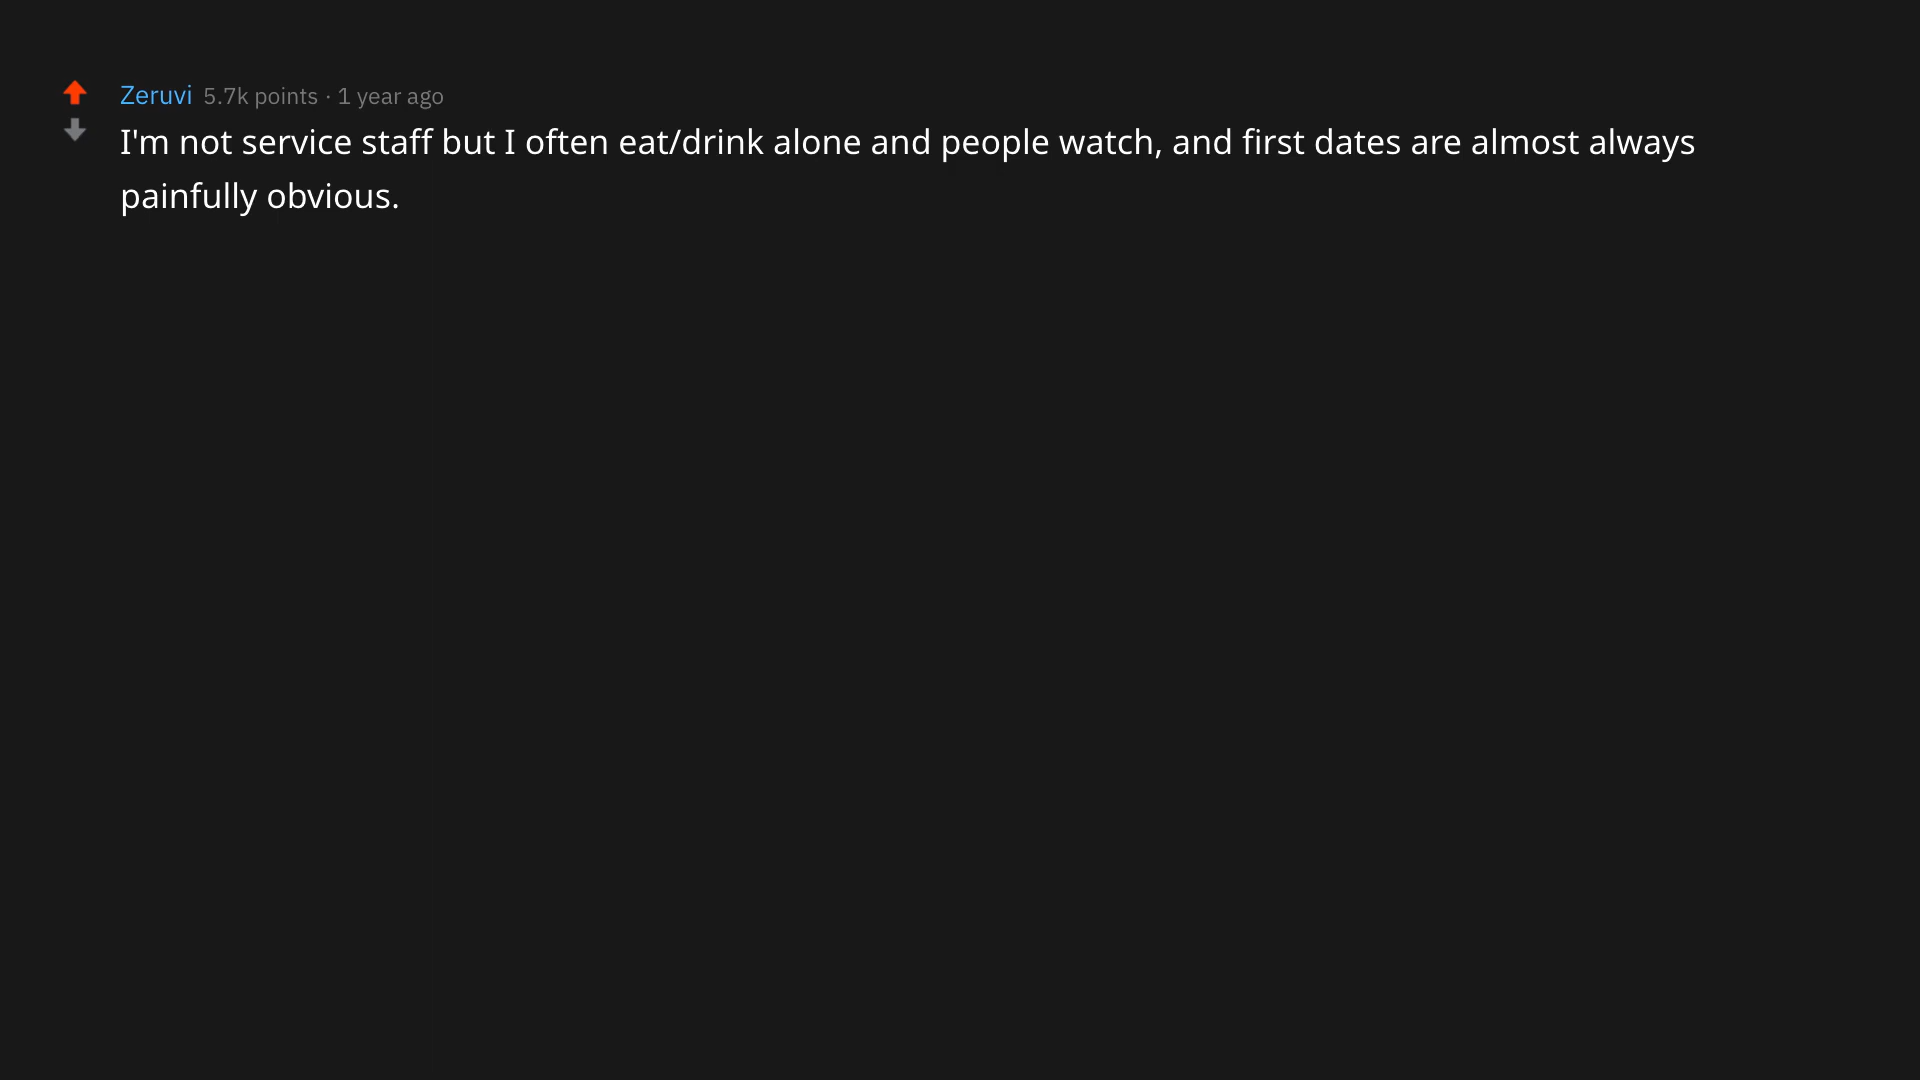 Zeruvi 5.7k points · 1 year ago
I'm not service staff but I often eat/drink alone and people watch, and first dates are almost always
painfully obvious.